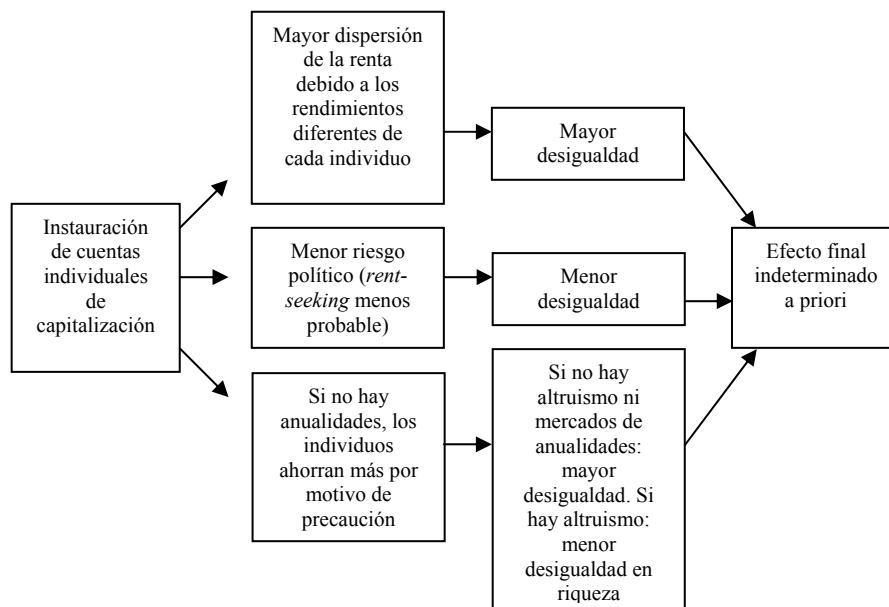 Mayor dispersión
de la renta
debido a los
rendimientos
diferentes de
cada individuo
Mayor
desigualdad
Instauración
de cuentas
individuales
de
capitalización
Menor riesgo
político (rent-
seeking menos
probable)
Menor
desigualdad
Efecto final
indeterminado
a priori
Si no hay
anualidades, los
individuos
ahorran más por
motivo de
precaución
Si no hay
altruismo ni
mercados de
anualidades:
mayor
desigualdad. Si
hay altruismo:
menor
desigualdad en
riqueza